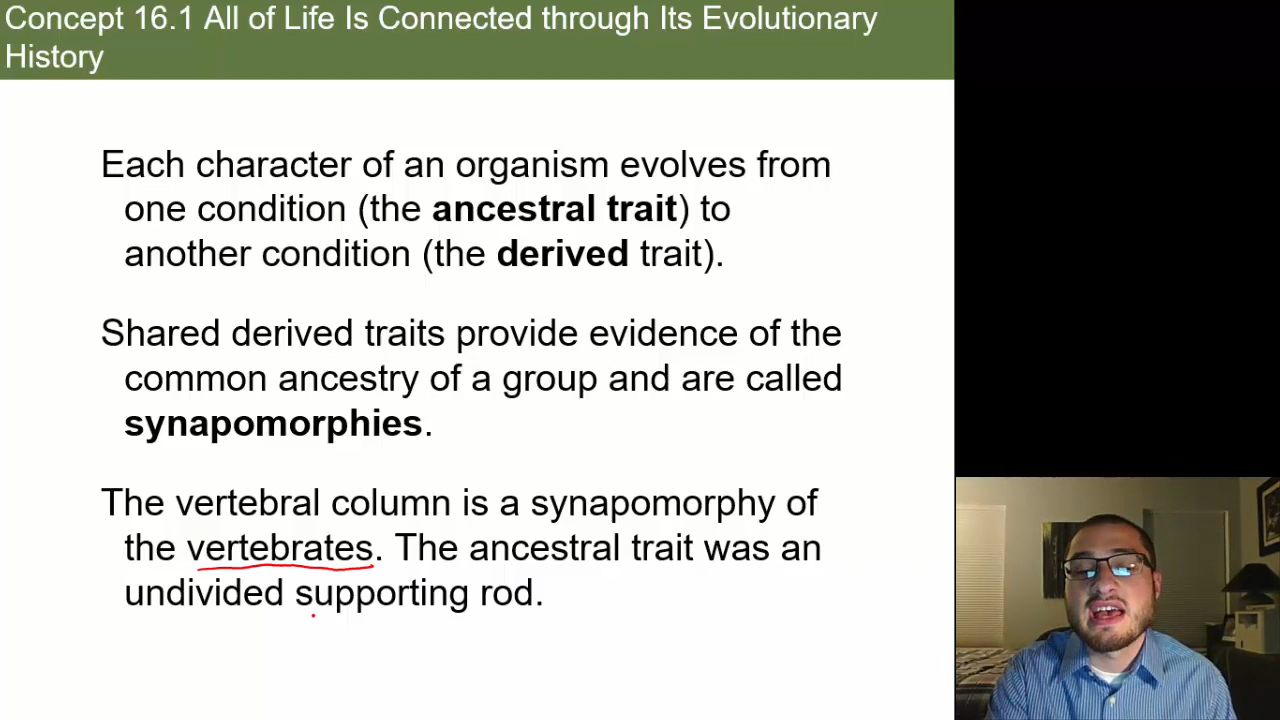 Concept 16.1 All of Life Is Connected through Its Evolutionary
History
Each character of an organism evolves from
one condition (the ancestral trait) to
another condition (the derived trait).
Shared derived traits provide evidence of the
common ancestry of a group and are called
synapomorphies.
The vertebral column is a synapomorphy of
the vertebrates. The ancestral trait was an
undivided supporting rod.